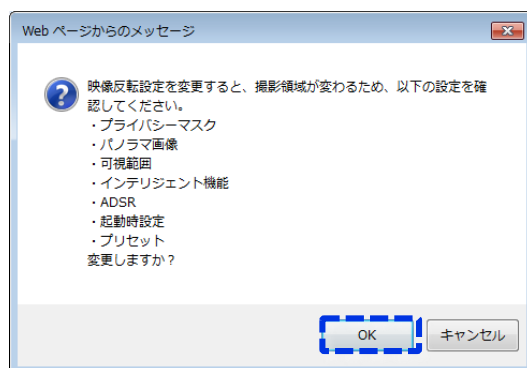 Web ページからのメッセージ
映像反転設定を変更すると、撮影領域が変わるため、以下の設定を確
認してください。
・プライバシーマスク
・パノラマ画像
・可視範囲
・インテリジェント機能
・ADSR
・起動時設定
・プリセット
変更しますか？
OK
キャンセル